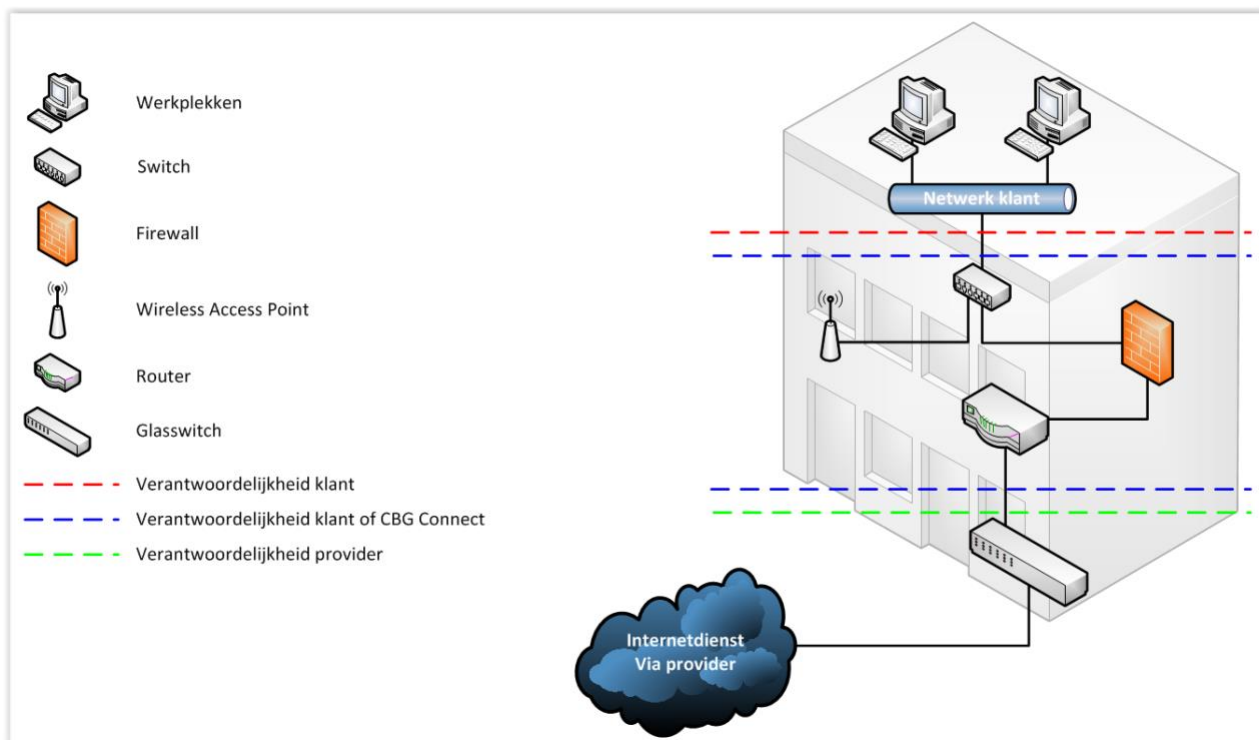 Werkplekken
Switch
Firewall
Wireless Access Point
Router
Glasswitch
Verantwoordelijkheid klant
Verantwoordelijkheid klant of CBG Connect
Verantwoordelijkheid provider
Netwerk klant
Internetdienst
Via provider